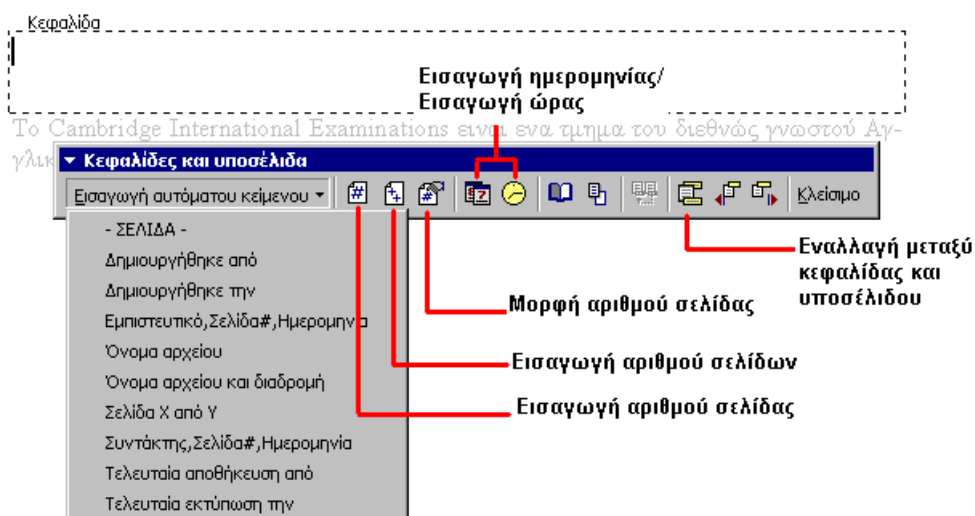 Κεφαλίδα
Εισαγωγή ημερομηνίας/
Εισαγωγή ώρας
Το Cambridge International Examinations είναι ένα τμημα του διεθνώς γνωστού Αγ-
γλικ
Κεφαλίδες και υποσέλιδα
Εισαγωγή αυτόματου κείμενου
Κλείσιμο
- ΣΕΛΙΔΑ -
Δημιουργήθηκε από
Δημιουργήθηκε την
Εμπιστευτικό,Σελίδα#,Ημερομηνία
Όνομα αρχείου
Όνομα αρχείου και διαδρομή
Σελίδα X από Y
Συντάκτης,Σελίδα#,Ημερομηνία
Τελευταία αποθήκευση από
Τελευταία εκτύπωση την
Εναλλαγή μεταξύ
κεφαλίδας και
υποσέλιδου
Μορφή αριθμού σελίδας
Εισαγωγή αριθμού σελίδων
Εισαγωγή αριθμού σελίδας